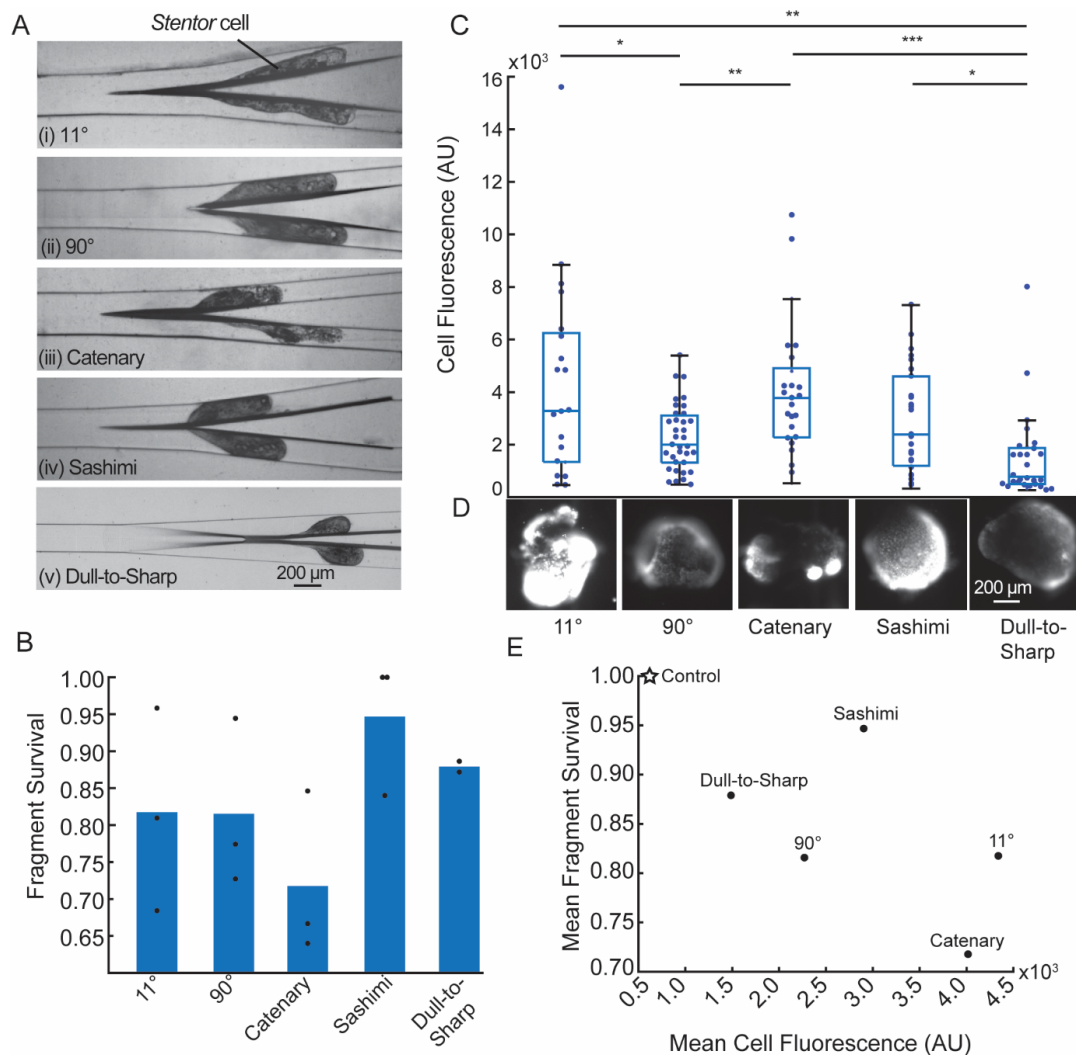 A
Stentor cell
(i) 11°
(ii) 90°
(iii) Catenary
(iv) Sashimi
(v) Dull-to-Sharp
200 µm
B
Fragment Survival
1.00
0.95
0.90
0.85
0.80
0.75
0.70
0.65
11°
90°
Catenary
Sashimi
Dull-to-
Sharp
C
**
*
***
**
*
x10³
Cell Fluorescence (AU)
16
14
12
10
8
6
4
2
0
D
200 µm
11°
90°
Catenary
Sashimi
Dull-to-
Sharp
E
Mean Fragment Survival
1.00
0.95
0.90
0.85
0.80
0.75
0.70
Control
Sashimi
Dull-to-Sharp
90°
11°
Catenary
0.5
1.0
1.5
2.0
2.5
3.0
3.5
4.0
4.5
x10³
Mean Cell Fluorescence (AU)